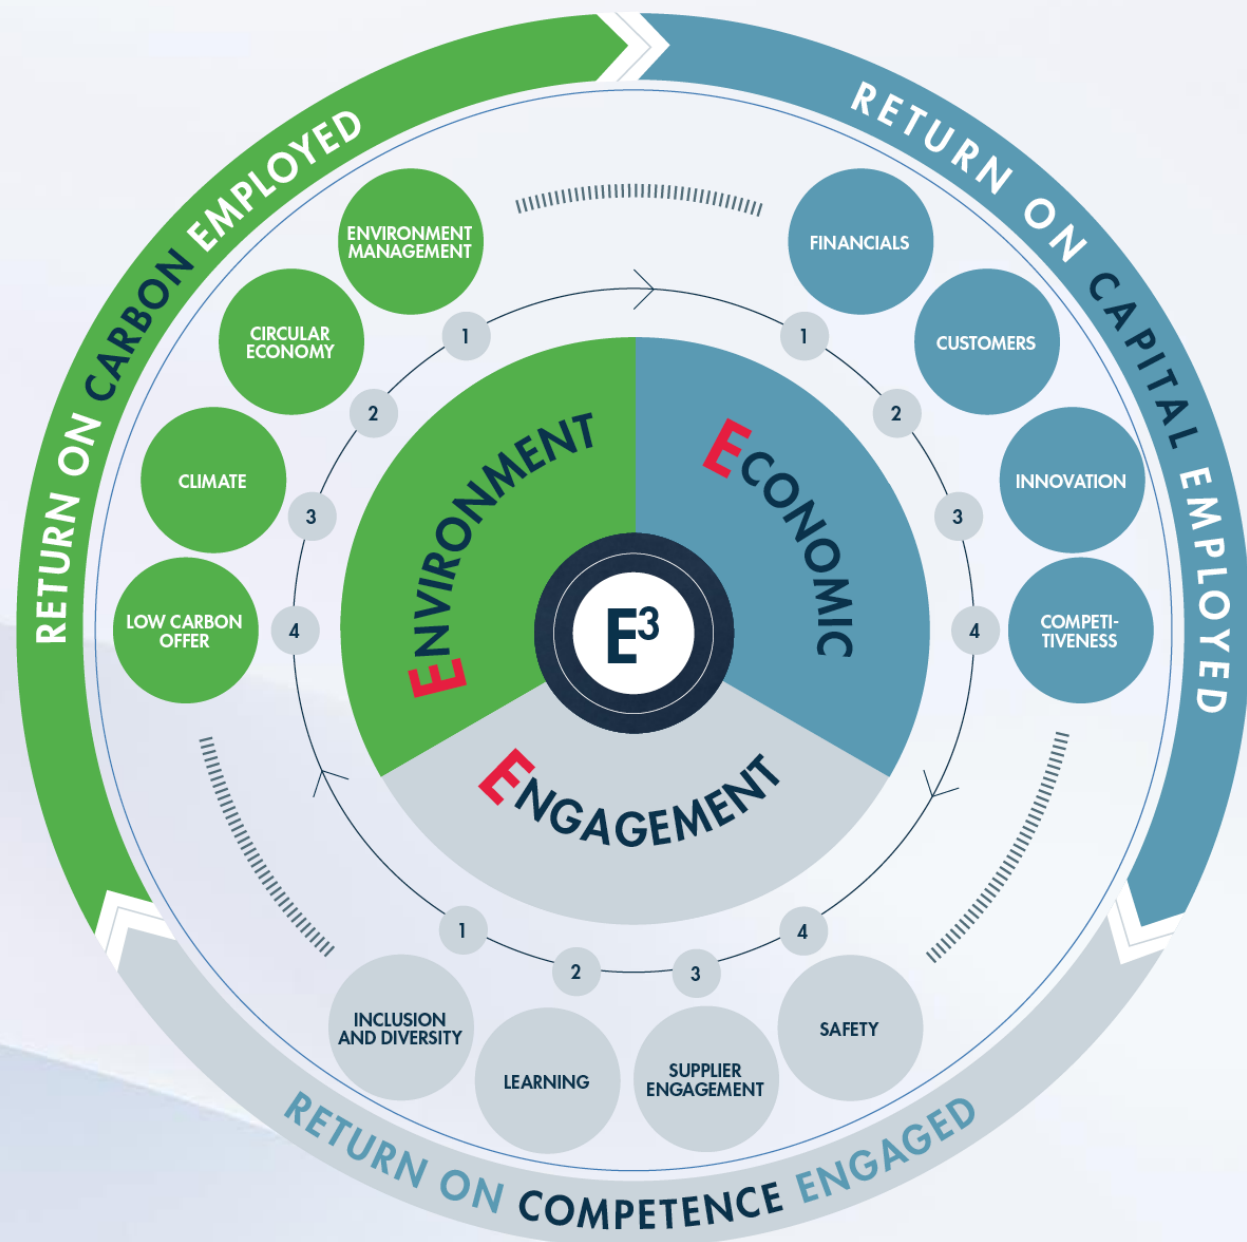 RETURN ON CARBON EMPLOYED
RETURN ON CAPITAL EMPLOYED
ENVIRONMENT
MANAGEMENT
1
CIRCULAR
ECONOMY
2
CLIMATE
3
LOW CARBON
OFFER
4
FINANCIALS
1
CUSTOMERS
2
INNOVATION
3
COMPETI-
TIVENESS
4
ENVIRONMENT
ECONOMIC
E³
ENGAGEMENT
1
2
3
4
INCLUSION
AND DIVERSITY
LEARNING
SUPPLIER
ENGAGEMENT
SAFETY
RETURN ON COMPETENCE ENGAGED